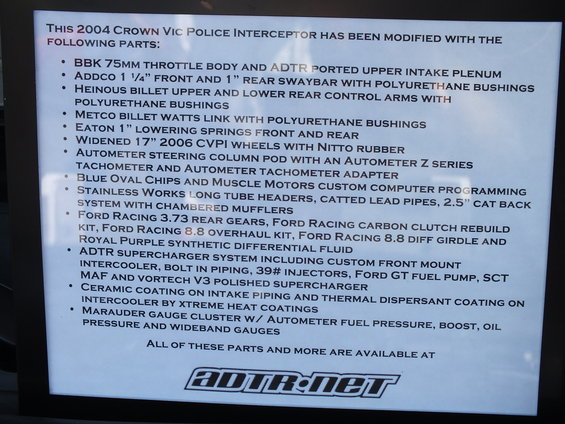 This 2004 Crown Vic Police Interceptor has been modified with the
following parts:
• BBK 75mm throttle body and ADTR ported upper intake plenum
• Addco 1 ¼" front and 1" rear swaybar with polyurethane bushings
• Heinous billet upper and lower rear control arms with
polyurethane bushings
• Metco billet watts link with polyurethane bushings
• Eaton 1" lowering springs front and rear
• Widened 17" 2006 CVPI wheels with Nitto rubber
• Autometer steering column pod with an Autometer Z series
tachometer and Autometer tachometer adapter
• Blue Oval Chips and Muscle Motors custom computer programming
• Stainless Works long tube headers, catted lead pipes, 2.5" cat back
system with chambered mufflers
• Ford Racing 3.73 rear gears, Ford Racing carbon clutch rebuild
kit, Ford Racing 8.8 overhaul kit, Ford Racing 8.8 diff girdle and
Royal Purple synthetic differential fluid
• ADTR supercharger system including custom front mount
intercooler, bolt in piping, 39# injectors, Ford GT fuel pump, SCT
MAF and vortech V3 polished supercharger
• Ceramic coating on intake piping and thermal dispersant coating on
intercooler by xtreme heat coatings
• Marauder gauge cluster w/ Autometer fuel pressure, boost, oil
pressure and wideband gauges
All of these parts and more are available at
ADTR.NET